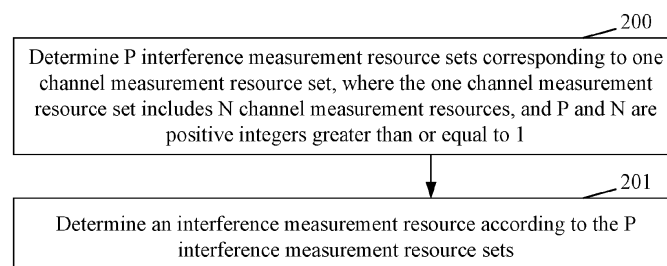 200
Determine P interference measurement resource sets corresponding to one
channel measurement resource set, where the one channel measurement
resource set includes N channel measurement resources, and P and N are
positive integers greater than or equal to 1
201
Determine an interference measurement resource according to the P
interference measurement resource sets